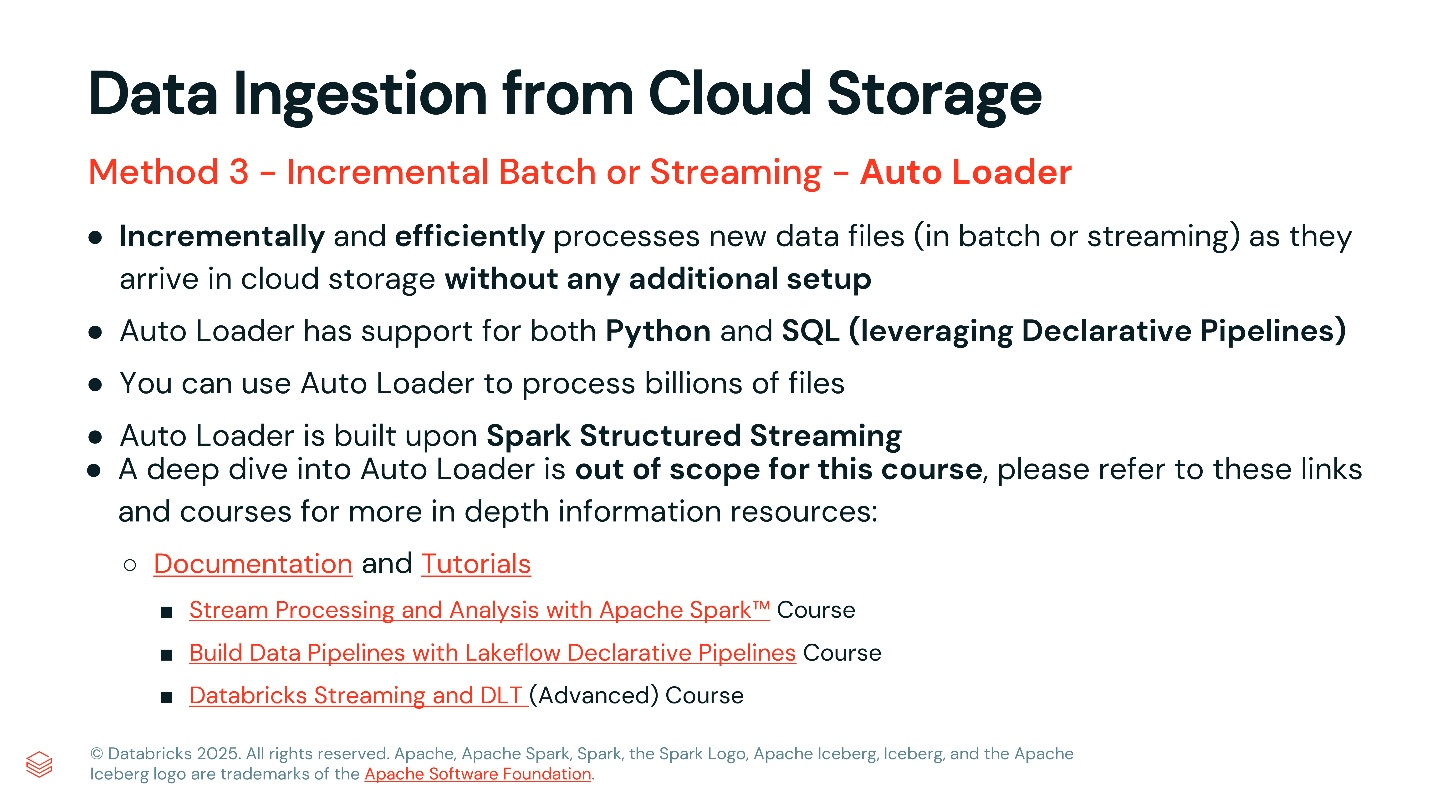 Data Ingestion from Cloud Storage
Method 3 - Incremental Batch or Streaming - Auto Loader
● Incrementally and efficiently processes new data files (in batch or streaming) as they
arrive in cloud storage without any additional setup
● Auto Loader has support for both Python and SQL (leveraging Declarative Pipelines)
● You can use Auto Loader to process billions of files
● Auto Loader is built upon Spark Structured Streaming
● A deep dive into Auto Loader is out of scope for this course, please refer to these links
and courses for more in depth information resources:
○ Documentation and Tutorials
■ Stream Processing and Analysis with Apache Spark™ Course
■ Build Data Pipelines with Lakeflow Declarative Pipelines Course
■ Databricks Streaming and DLT (Advanced) Course
© Databricks 2025. All rights reserved. Apache, Apache Spark, Spark, the Spark Logo, Apache Iceberg, Iceberg, and the Apache
Iceberg logo are trademarks of the Apache Software Foundation.